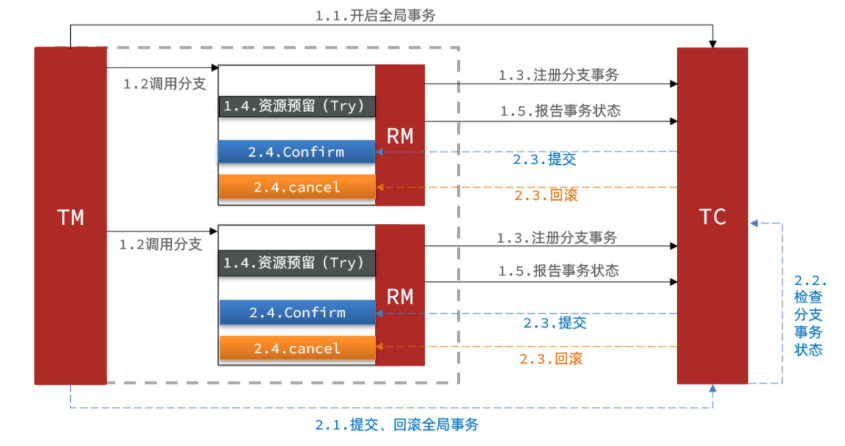 1.1.开启全局事务
1.2调用分支
1.3.注册分支事务
1.4.资源预留（Try)
1.5.报告事务状态
RM
2.4.Confirm
2.3.提交
2.4.cancel
2.3.回滚
TM
TC
1.2调用分支
1.3.注册分支事务
1.4.资源预留（Try)
1.5.报告事务状态
RM
2.4.Confirm
2.3.提交
2.4.cancel
2.3.回滚
2.2.
检查
分支
事务
状态
2.1.提交、回滚全局事务